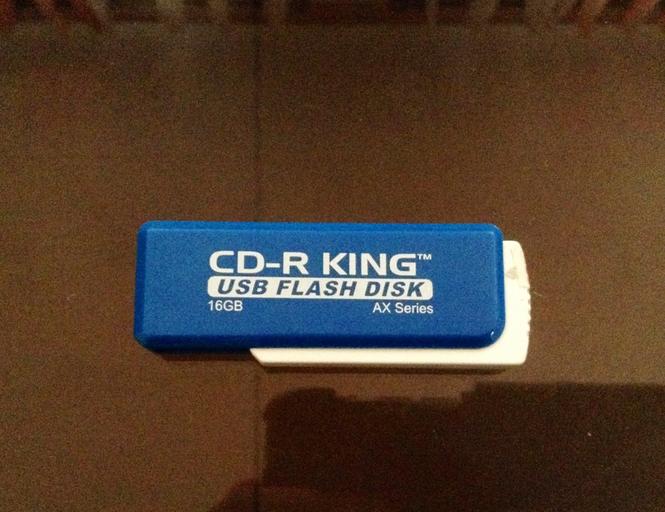 CD-R KING™
USB FLASH DISK
16GB AX Series